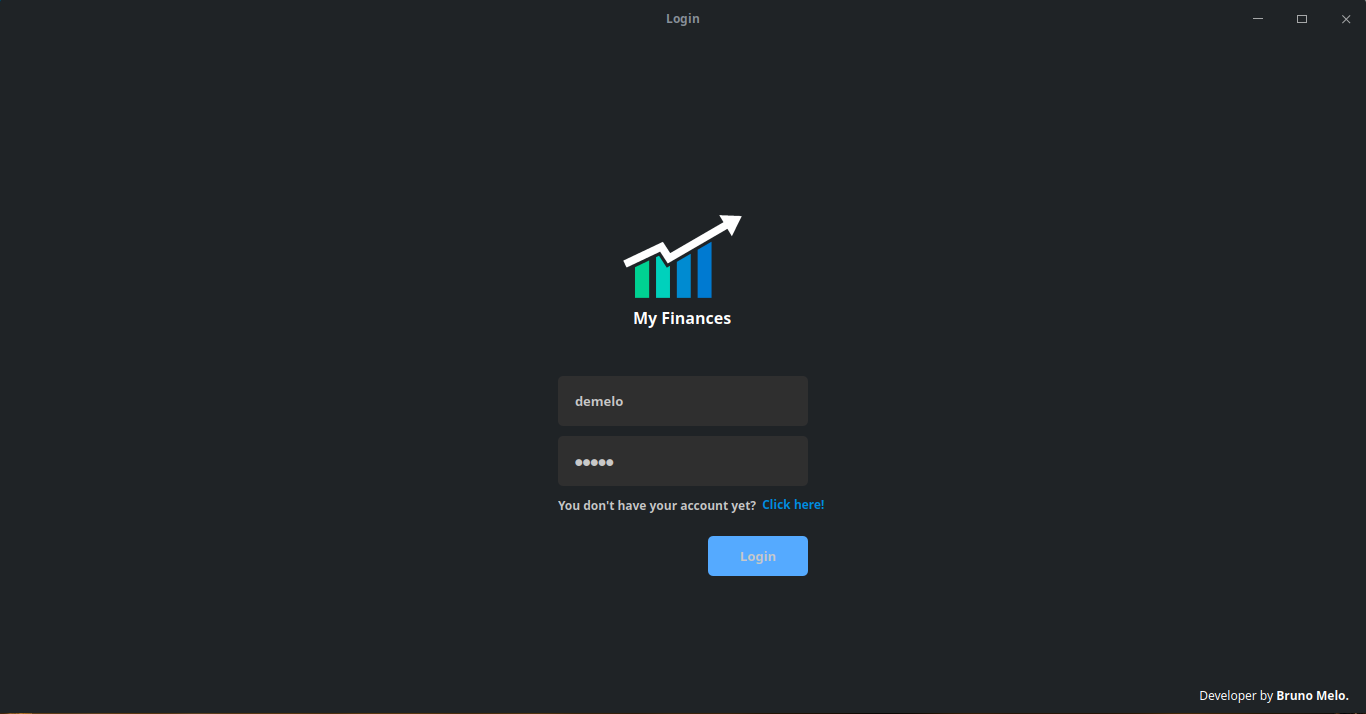 Login
My Finances
demelo
●●●●●
You don't have your account yet? Click here!
Login
Developer by Bruno Melo.